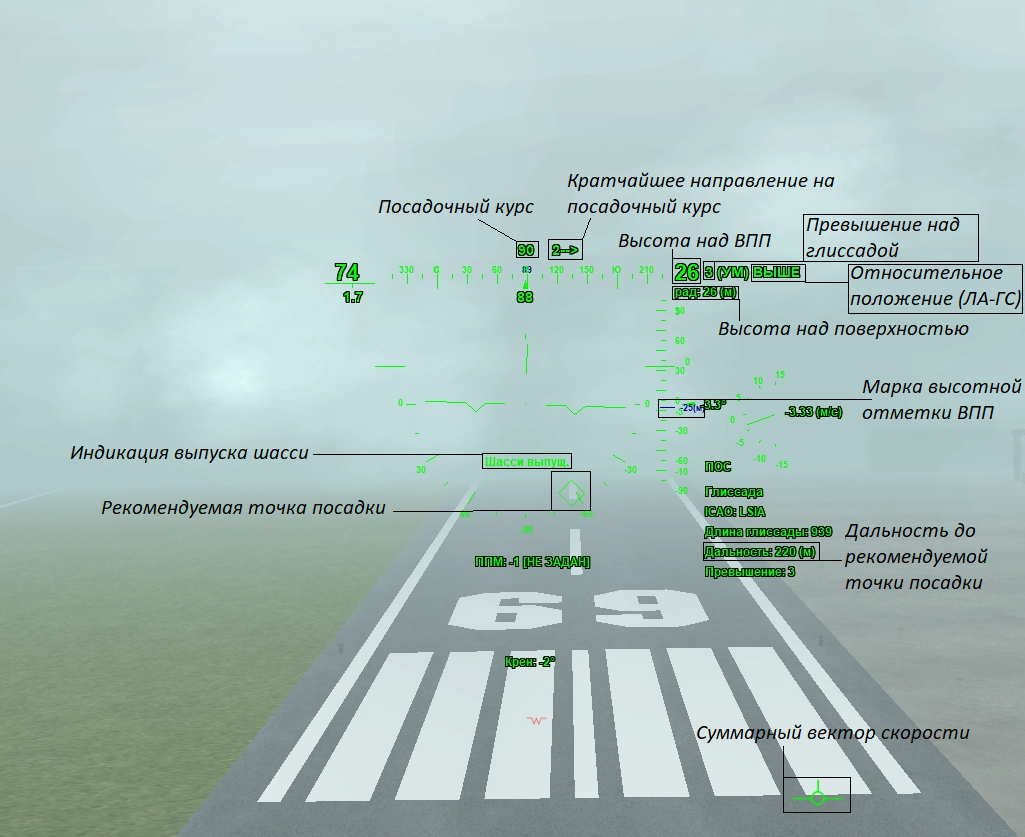 Кратчайшее направление на
посадочный курс
Посадочный курс
Превышение над
глиссадой
Высота над ВПП
90
2-->
74
330
30
60
89
120
150
Ю
210
26
3 (УМ)
ВЫШЕ
Относительное
положение (ЛА-ГС)
1.7
88
рад: 26 (м)
90
Высота над поверхностью
60
0
30
10
15
5
Марка высотной
отметки ВПП
0
0
0
-25(м
-3.3°
-3.33 (м/с)
0
-5
-30
-5
Индикация выпуска шасси
Шасси выпущ.
-60
-10
-10
-15
ПОС
30
-30
-90
Глиссада
Рекомендуемая точка посадки
-60
ICAO: LSIA
-90
Длина глиссады: 939
Дальность до
рекомендуемой
точки посадки
Дальность: 220 (м)
ППМ: -1 [НЕ ЗАДАН]
Превышение: 3
69
Крен: -2°
Суммарный вектор скорости